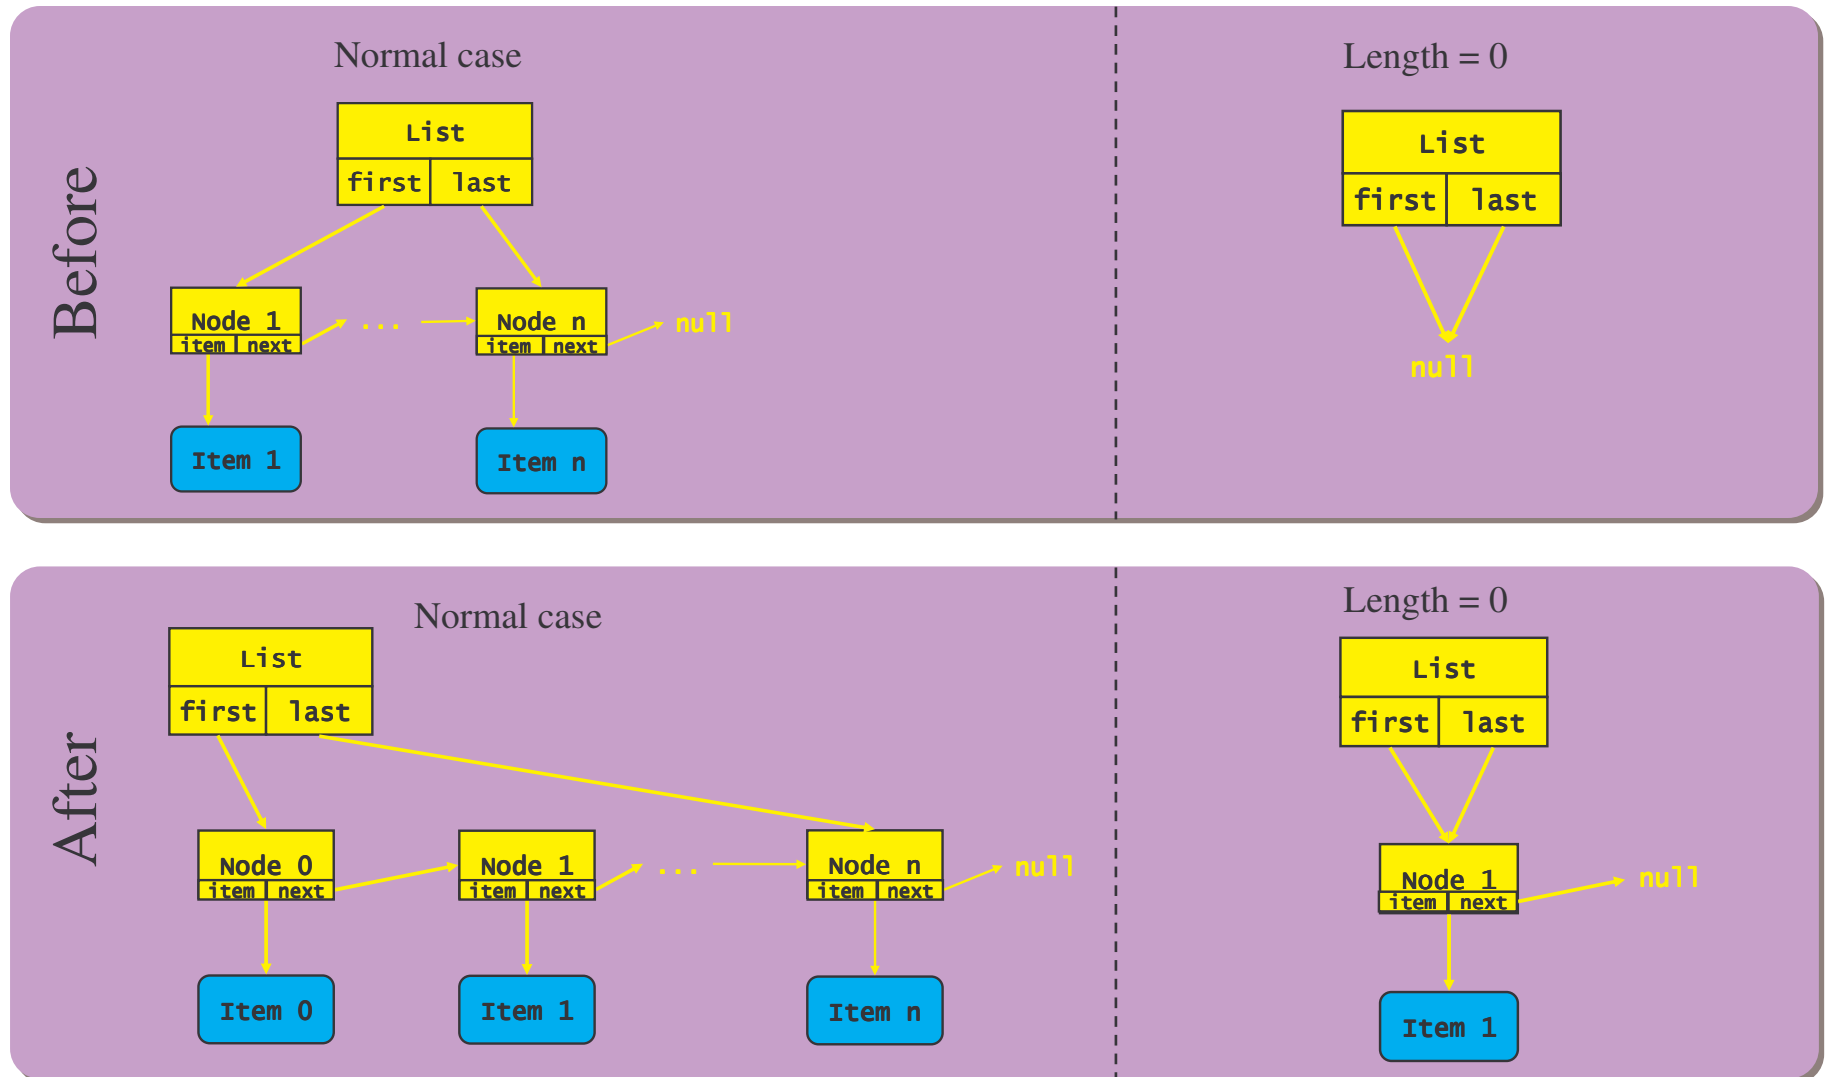 Before
Normal case
List
first last
Node 1
item next
...
Node n
item next
null
Item 1
Item n
Length = 0
List
first last
null
After
Normal case
List
first last
Node 0
item next
Node 1
item next
...
Node n
item next
null
Item 0
Item 1
Item n
Length = 0
List
first last
Node 1
item next
null
Item 1